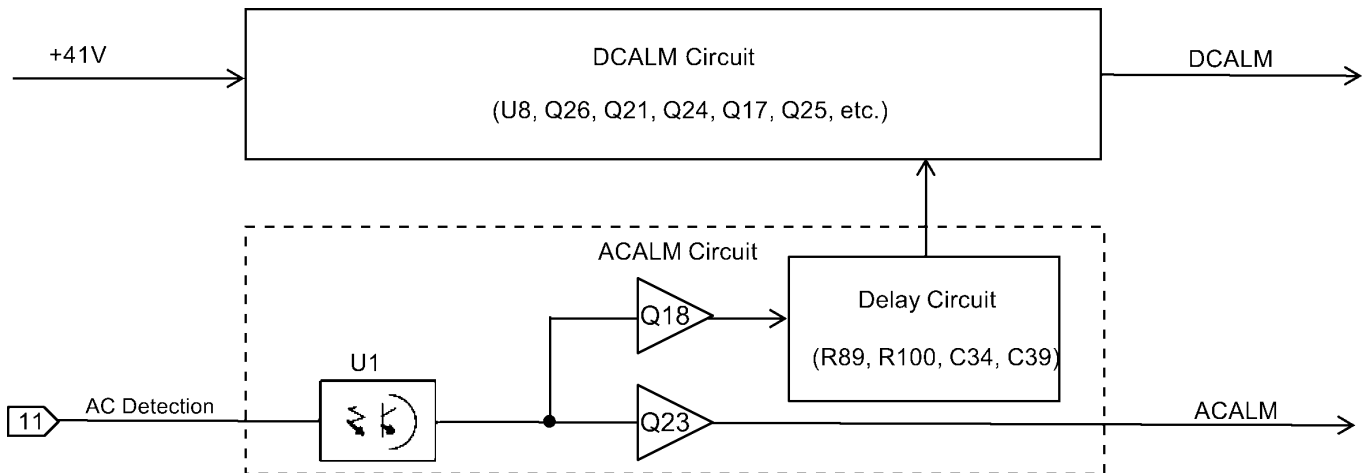 +41V
DCALM Circuit
DCALM
(U8, Q26, Q21, Q24, Q17, Q25, etc.)
ACALM Circuit
Delay Circuit
Q18
(R89, R100, C34, C39)
U1
11
AC Detection
Q23
ACALM